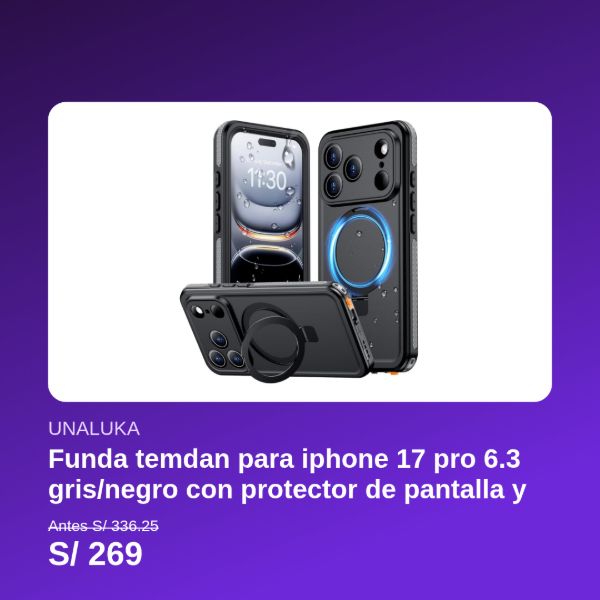 11:30
UNALUKA
Funda temdan para iphone 17 pro 6.3
gris/negro con protector de pantalla y
Antes S/ 336.25
S/ 269